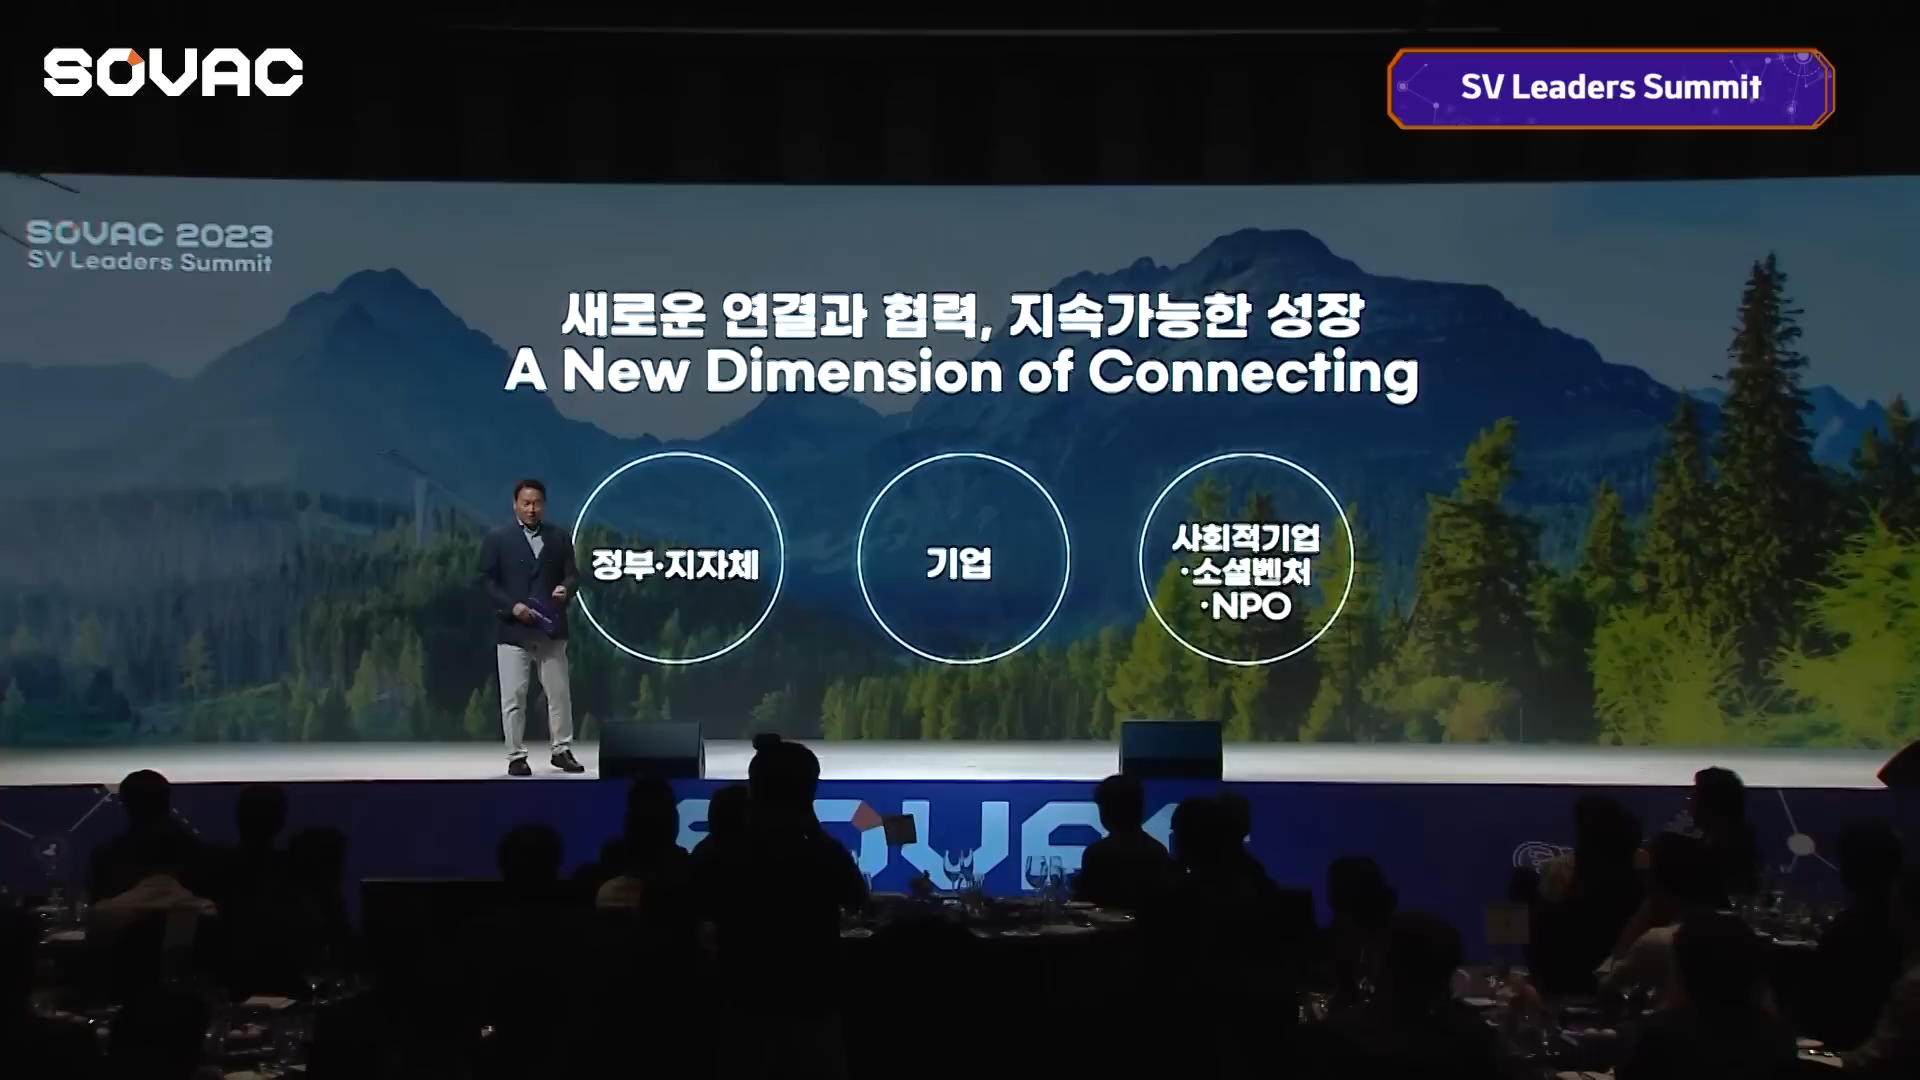 SOVAC
SV Leaders Summit
SOVAC 2023
SV Leaders Summit
새로운 연결과 협력, 지속가능한 성장
A New Dimension of Connecting
정부·지자체
기업
사회적기업
·소셜벤처
·NPO
SOVAC